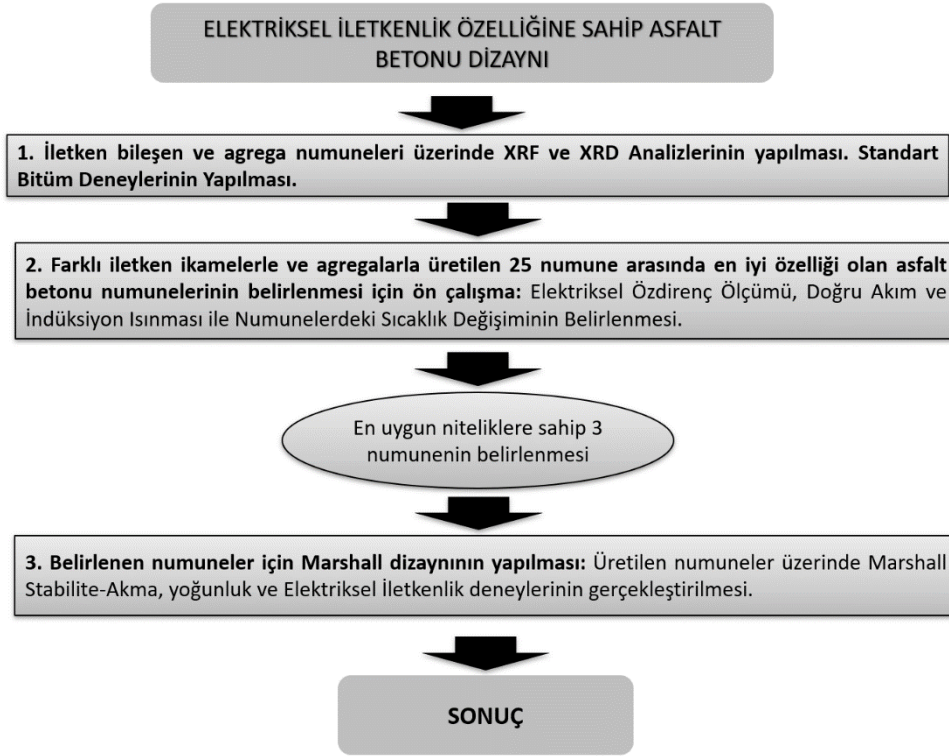 ELEKTRİKSEL İLETKENLİK ÖZELLİĞİNE SAHİP ASFALT
BETONU DİZAYNI
1. İletken bileşen ve agrega numuneleri üzerinde XRF ve XRD Analizlerinin yapılması. Standart
Bitüm Deneylerinin Yapılması.
2. Farklı iletken ikamelerle ve agregalarla üretilen 25 numune arasında en iyi özelliği olan asfalt
betonu numunelerinin belirlenmesi için ön çalışma: Elektriksel Özdirenç Ölçümü, Doğru Akım ve
İndüksiyon Isınması ile Numunelerdeki Sıcaklık Değişiminin Belirlenmesi.
En uygun niteliklere sahip 3
numunenin belirlenmesi
3. Belirlenen numuneler için Marshall dizaynının yapılması: Üretilen numuneler üzerinde Marshall
Stabilite-Akma, yoğunluk ve Elektriksel İletkenlik deneylerinin gerçekleştirilmesi.
SONUÇ